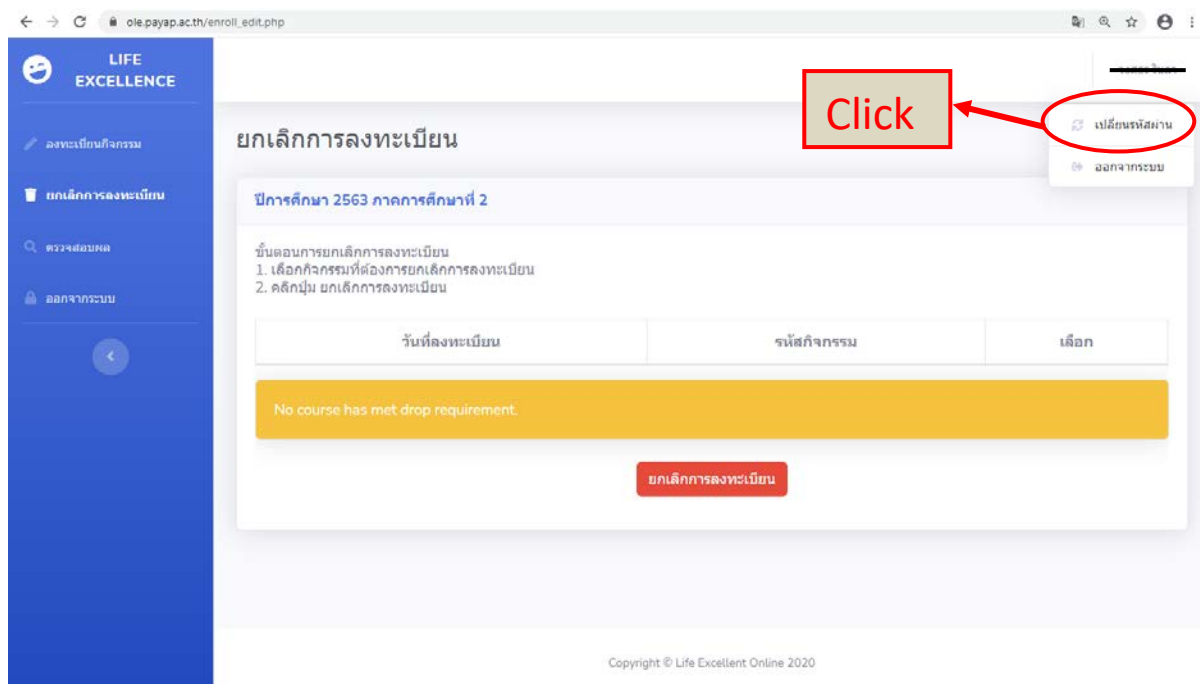 ole.payap.ac.th/enroll_edit.php
LIFE
EXCELLENCE
Click
เปลี่ยนรหัสผ่าน
ออกจากระบบ
ลงทะเบียนกิจกรรม
ยกเลิกการลงทะเบียน
ตรวจสอบผล
ออกจากระบบ
ยกเลิกการลงทะเบียน
ปีการศึกษา 2563 ภาคการศึกษาที่ 2
ขั้นตอนการยกเลิกการลงทะเบียน
1. เลือกกิจกรรมที่ต้องการยกเลิกการลงทะเบียน
2. คลิกปุ่ม ยกเลิกการลงทะเบียน
วันที่ลงทะเบียน รหัสกิจกรรม เลือก
No course has met drop requirement.
ยกเลิกการลงทะเบียน
Copyright © Life Excellent Online 2020